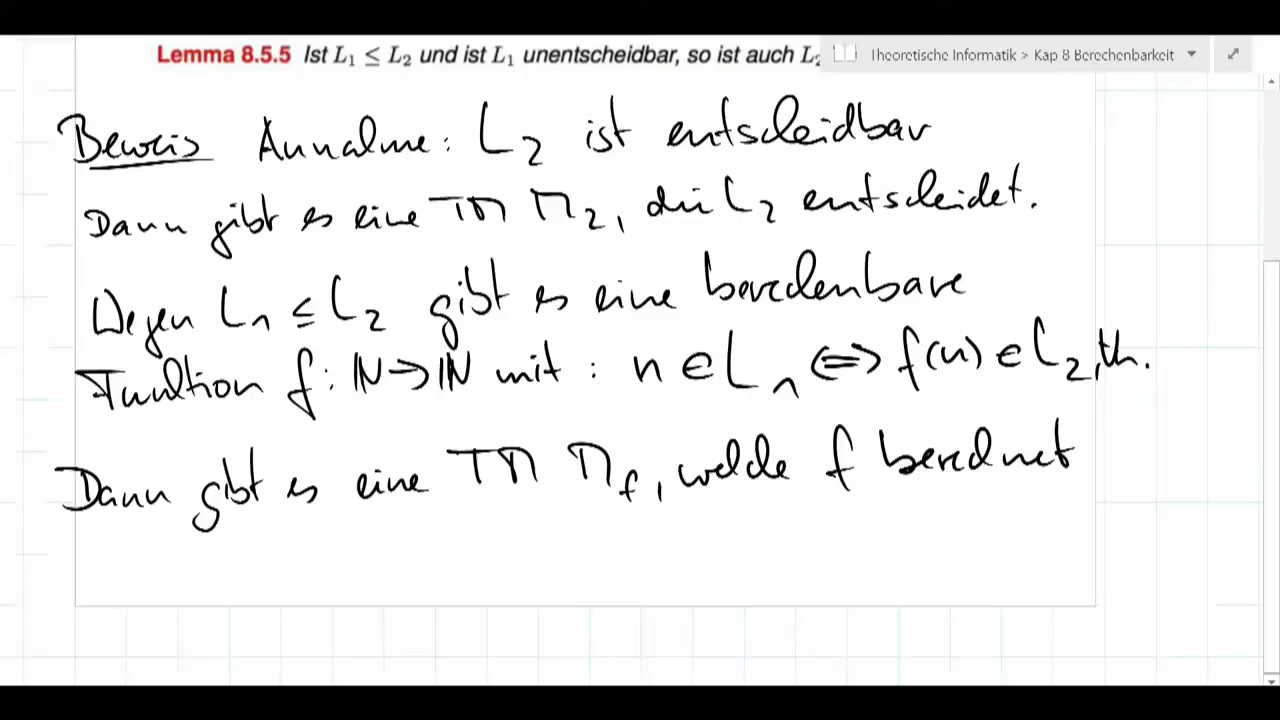 Lemma 8.5.5 Ist L₁ ≤ L₂ und ist L₁ unentscheidbar, so ist auch L₂
Theoretische Informatik > Kap 8 Berechenbarkeit
Beweis Annahme: L₂ ist entscheidbar
Dann gibt es eine TM M₂, die L₂ entscheidet.
Wegen L₁ ≤ L₂ gibt es eine berechenbare
Funktion f: ℕ → ℕ mit: n ∈ L₁ ⇔ f(n) ∈ L₂,
Dann gibt es eine TM M_f, welche f berechnet